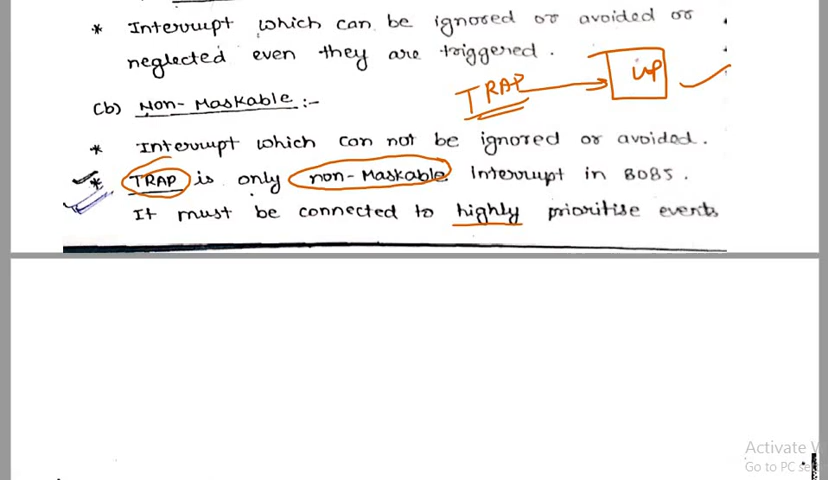 * Interrupt which can be ignored or avoided or
neglected even they are triggered.
TRAP → UP
(b) Non-Maskable :-
* Interrupt which can not be ignored or avoided.
* TRAP is only non-Maskable Interrupt in 8085.
It must be connected to highly prioritise events
Activate
Go to PC se